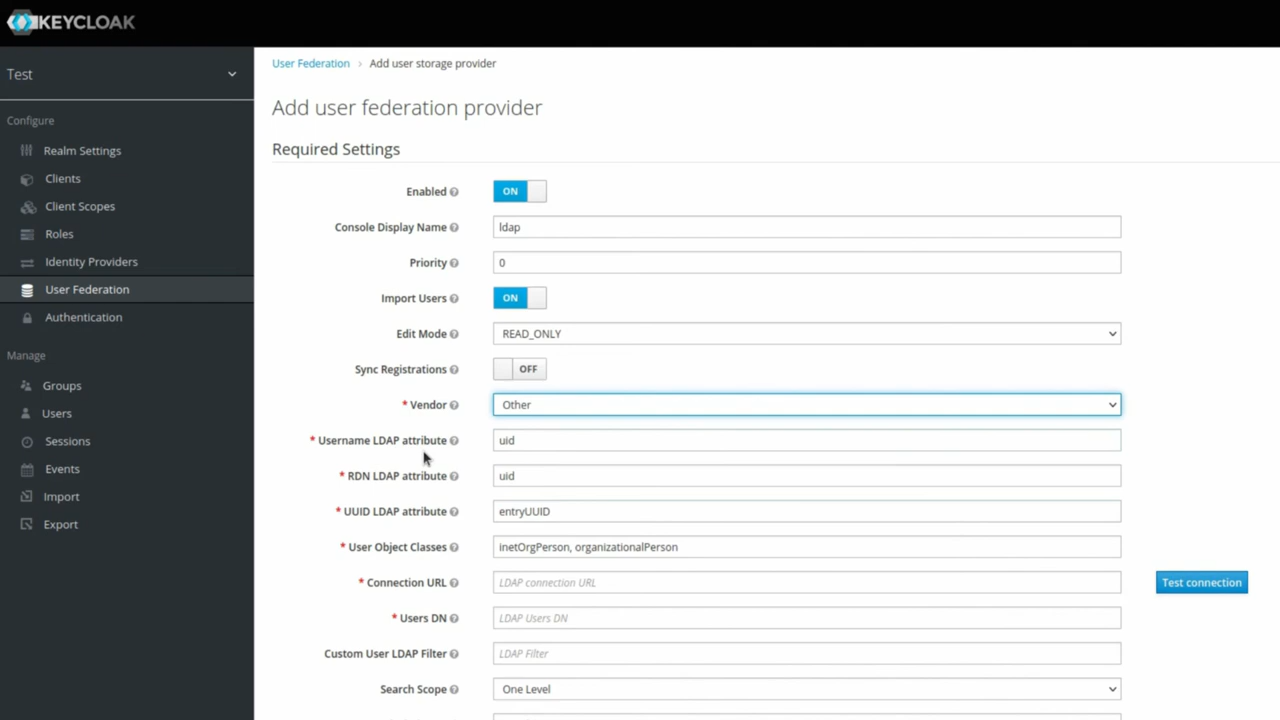 KEYCLOAK
Test
Configure
Realm Settings
Clients
Client Scopes
Roles
Identity Providers
User Federation
Authentication
Manage
Groups
Users
Sessions
Events
Import
Export
User Federation › Add user storage provider
Add user federation provider
Required Settings
Enabled ON
Console Display Name ldap
Priority 0
Import Users ON
Edit Mode READ_ONLY
Sync Registrations OFF
* Vendor Other
* Username LDAP attribute uid
* RDN LDAP attribute uid
* UUID LDAP attribute entryUUID
* User Object Classes inetOrgPerson, organizationalPerson
* Connection URL LDAP connection URL Test connection
* Users DN LDAP Users DN
Custom User LDAP Filter LDAP Filter
Search Scope One Level